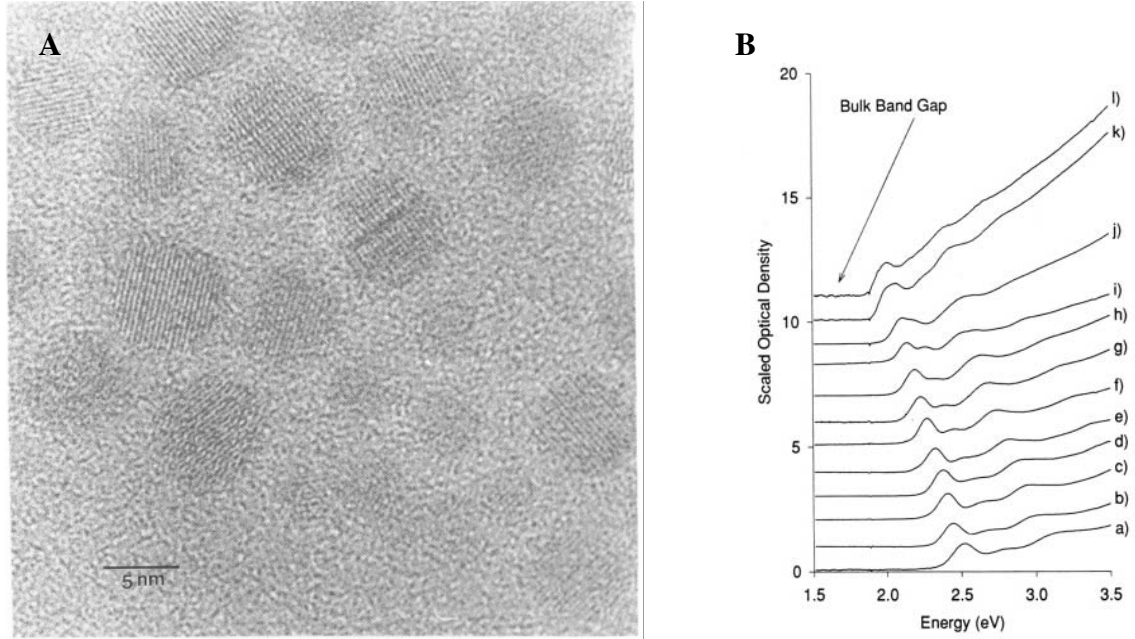 A
5 nm
B
20
15
10
5
0
Scaled Optical Density
Bulk Band Gap
l)
k)
j)
i)
h)
g)
f)
e)
d)
c)
b)
a)
1.5 2.0 2.5 3.0 3.5
Energy (eV)